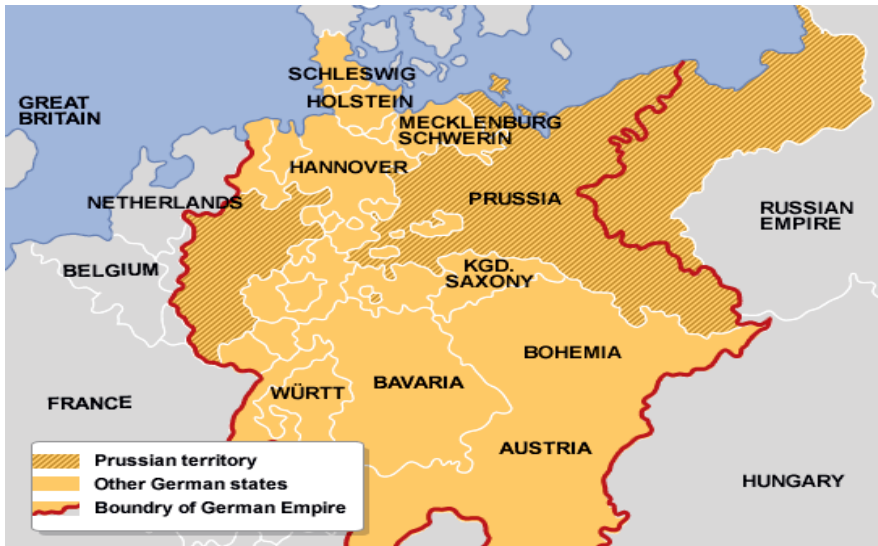 SCHLESWIG
HOLSTEIN
GREAT
BRITAIN
MECKLENBURG
SCHWERIN
HANNOVER
NETHERLANDS
PRUSSIA
RUSSIAN
EMPIRE
BELGIUM
KGD.
SAXONY
BOHEMIA
WÜRTT
BAVARIA
FRANCE
AUSTRIA
HUNGARY
Prussian territory
Other German states
Boundry of German Empire